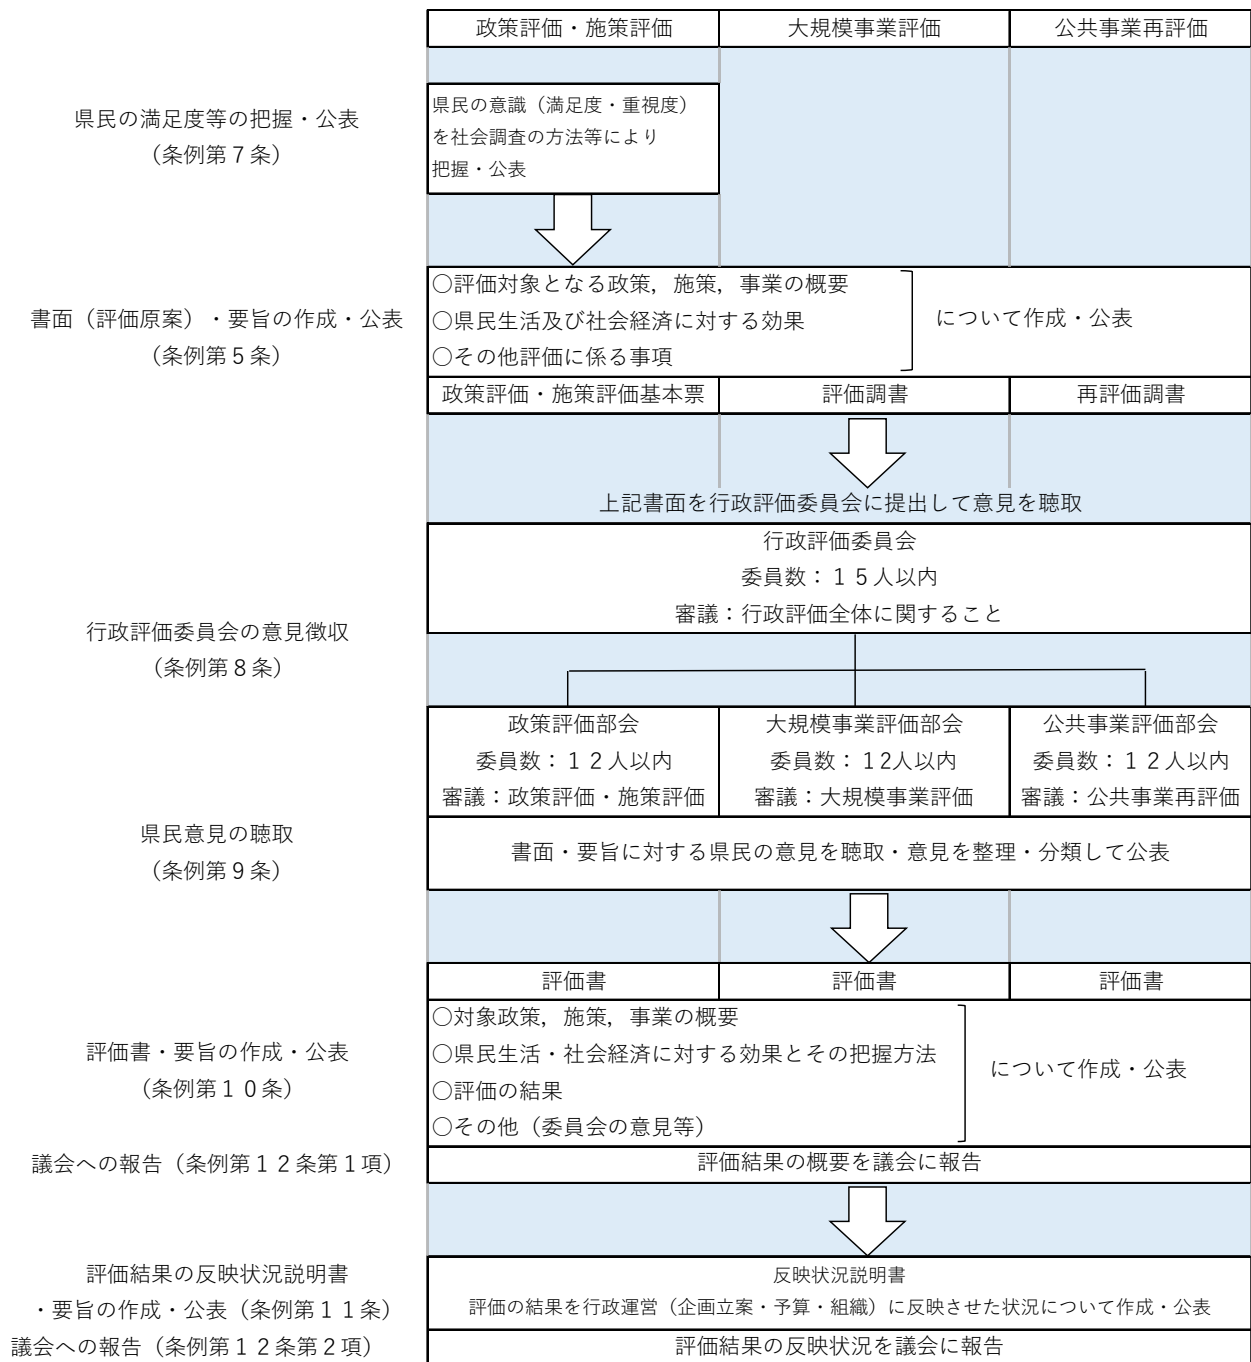 政策評価・施策評価
大規模事業評価
公共事業再評価
県民の満足度等の把握・公表
（条例第７条）
県民の意識（満足度・重視度）
を社会調査の方法等により
把握・公表
書面（評価原案）・要旨の作成・公表
（条例第５条）
○評価対象となる政策，施策，事業の概要
○県民生活及び社会経済に対する効果
○その他評価に係る事項
について作成・公表
政策評価・施策評価基本票
評価調書
再評価調書
上記書面を行政評価委員会に提出して意見を聴取
行政評価委員会の意見徴収
（条例第８条）
行政評価委員会
委員数：１５人以内
審議：行政評価全体に関すること
政策評価部会
委員数：１２人以内
審議：政策評価・施策評価
大規模事業評価部会
委員数：12人以内
審議：大規模事業評価
公共事業評価部会
委員数：１２人以内
審議：公共事業再評価
県民意見の聴取
（条例第９条）
書面・要旨に対する県民の意見を聴取・意見を整理・分類して公表
評価書
評価書
評価書
評価書・要旨の作成・公表
（条例第１０条）
○対象政策，施策，事業の概要
○県民生活・社会経済に対する効果とその把握方法
○評価の結果
○その他（委員会の意見等）
について作成・公表
議会への報告（条例第１２条第１項）
評価結果の概要を議会に報告
評価結果の反映状況説明書
・要旨の作成・公表（条例第１１条）
反映状況説明書
評価の結果を行政運営（企画立案・予算・組織）に反映させた状況について作成・公表
議会への報告（条例第１２条第２項）
評価結果の反映状況を議会に報告